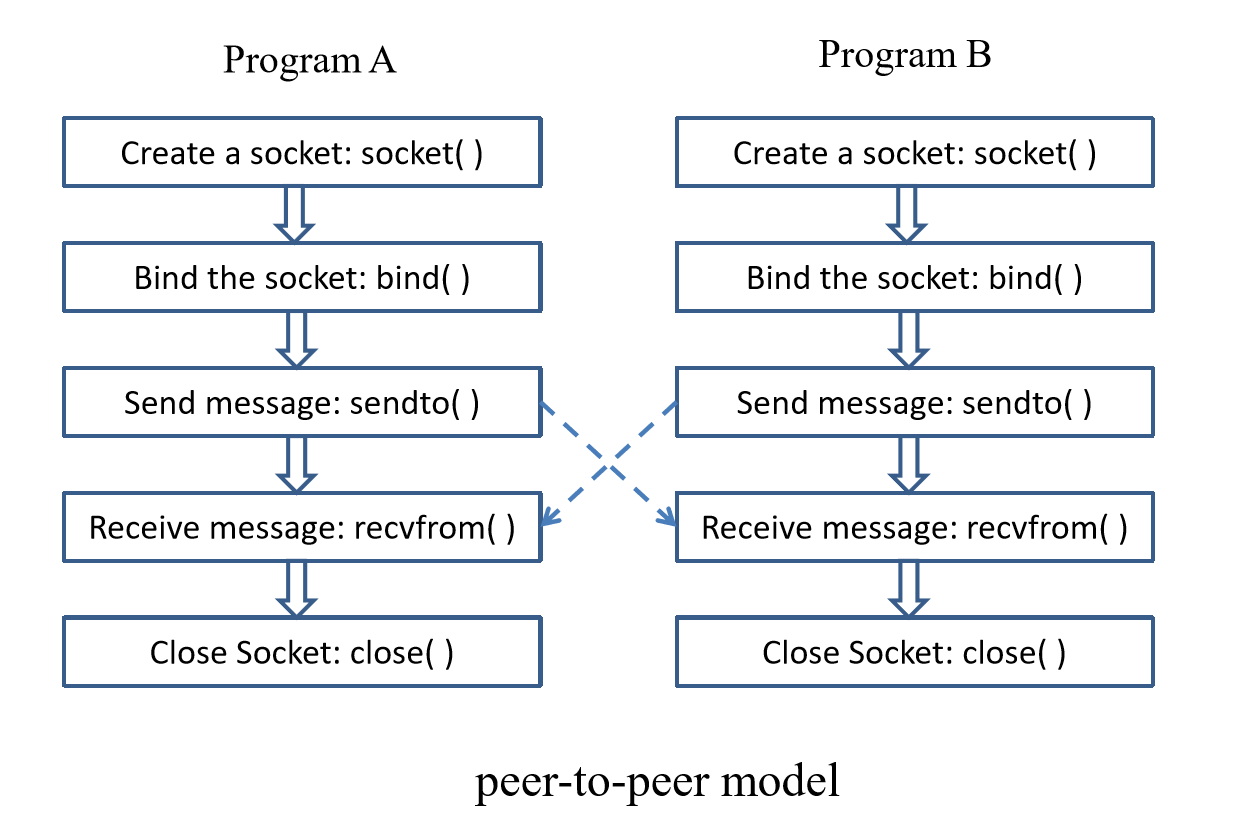 Program A
Program B
Create a socket: socket( )
Create a socket: socket( )
Bind the socket: bind( )
Bind the socket: bind( )
Send message: sendto( )
Send message: sendto( )
Receive message: recvfrom( )
Receive message: recvfrom( )
Close Socket: close( )
Close Socket: close( )
peer-to-peer model